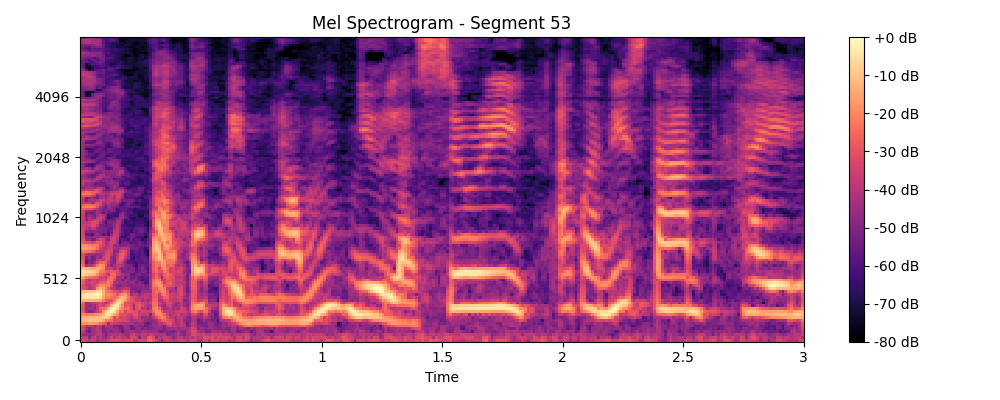 Mel Spectrogram - Segment 53
+0 dB
4096
-10 dB
-20 dB
2048
-30 dB
Frequency
-40 dB
1024
-50 dB
512
-60 dB
-70 dB
0
-80 dB
0 0.5 1 1.5 2 2.5 3
Time